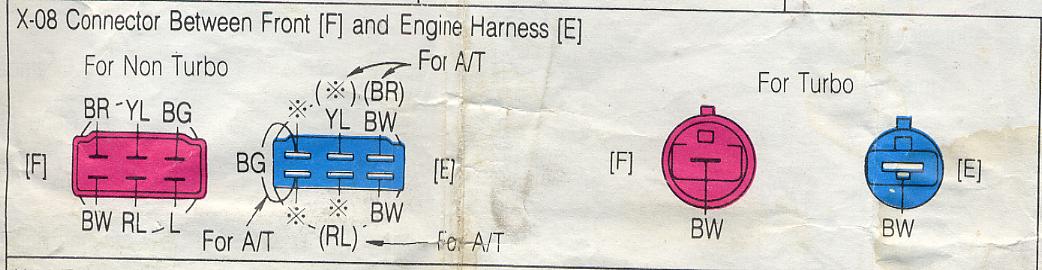 X-08 Connector Between Front [F] and Engine Harness [E]
For Non Turbo
For A/T
(※) (BR)
BR YL BG
※ YL BW
[F]
BG
[E]
BW RL L
※ ※ BW
For A/T
(RL)
For A/T
For Turbo
[F]
[E]
BW
BW